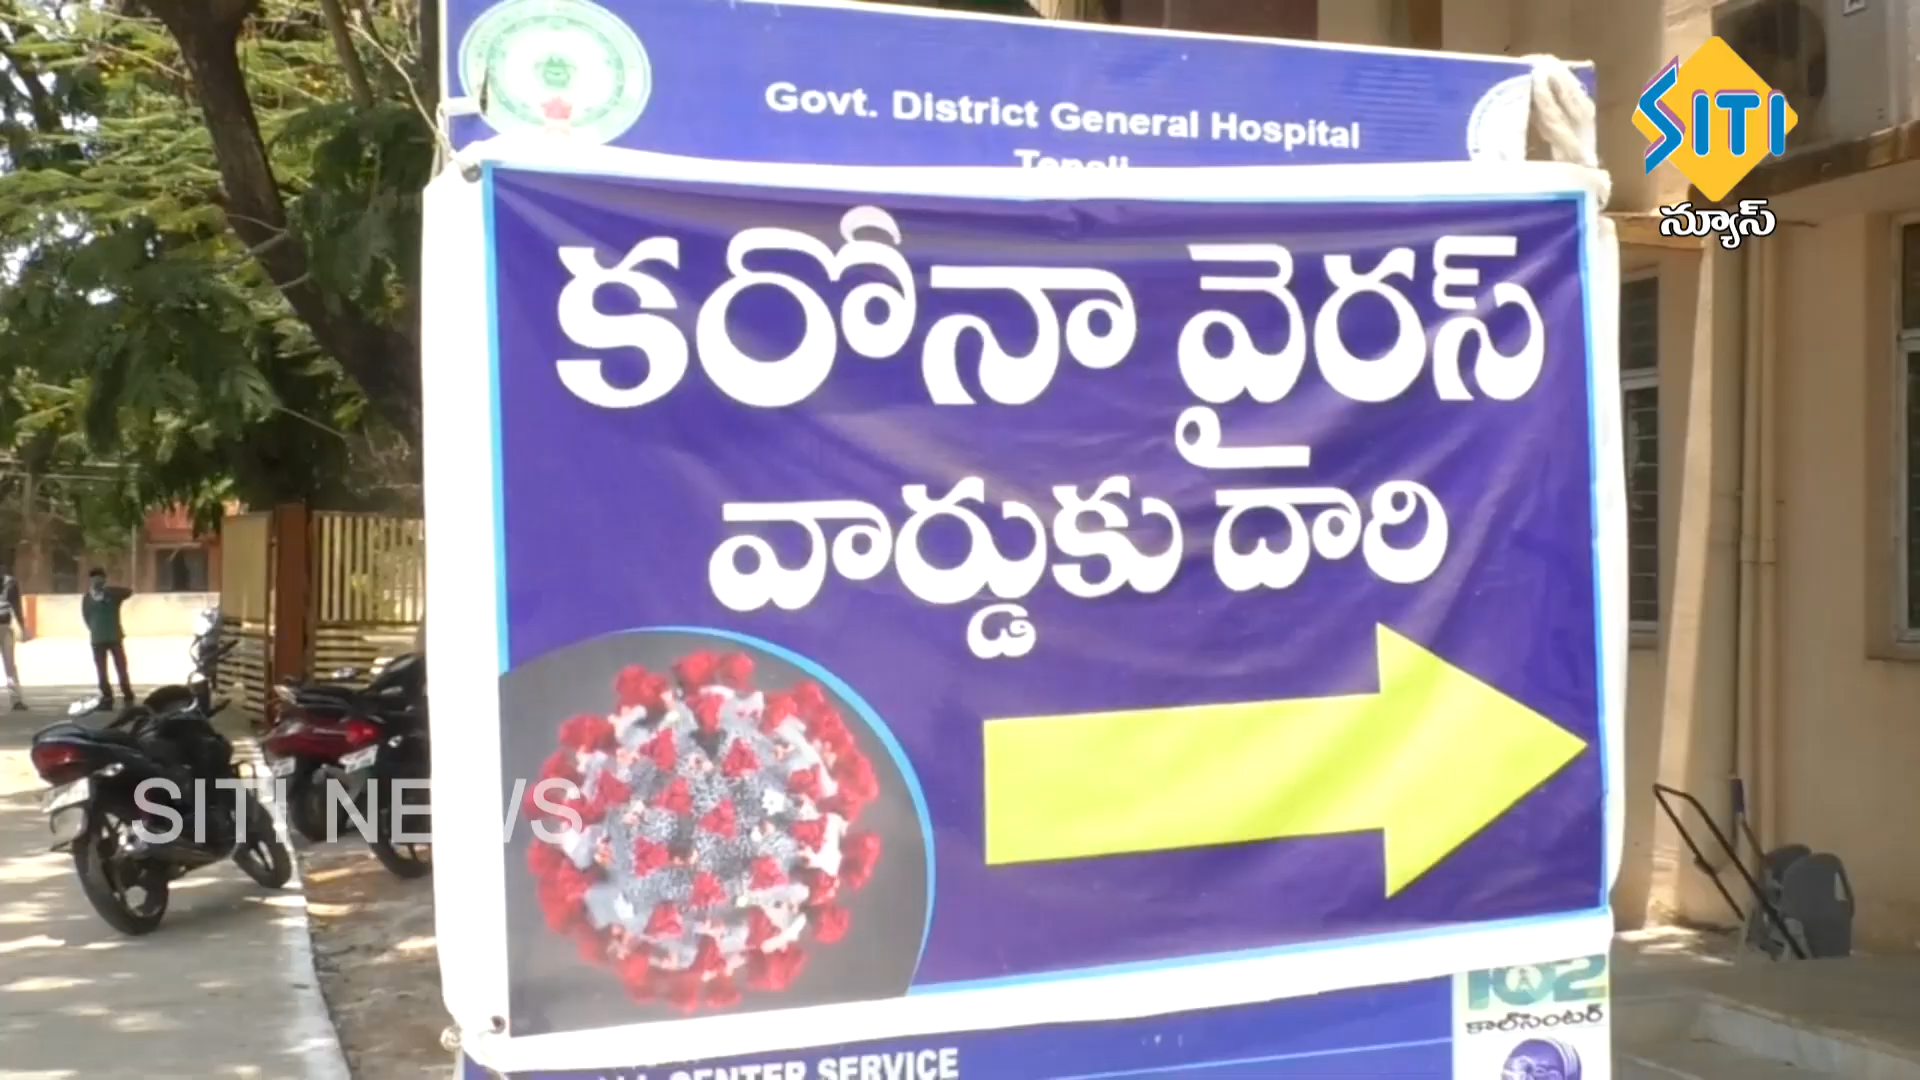 Govt. District General Hospital
SITI
న్యూస్
కరోనా వైరస్
వార్డుకు దారి
SITI NEWS
102
కాల్‌సెంటర్
CENTER SERVICE